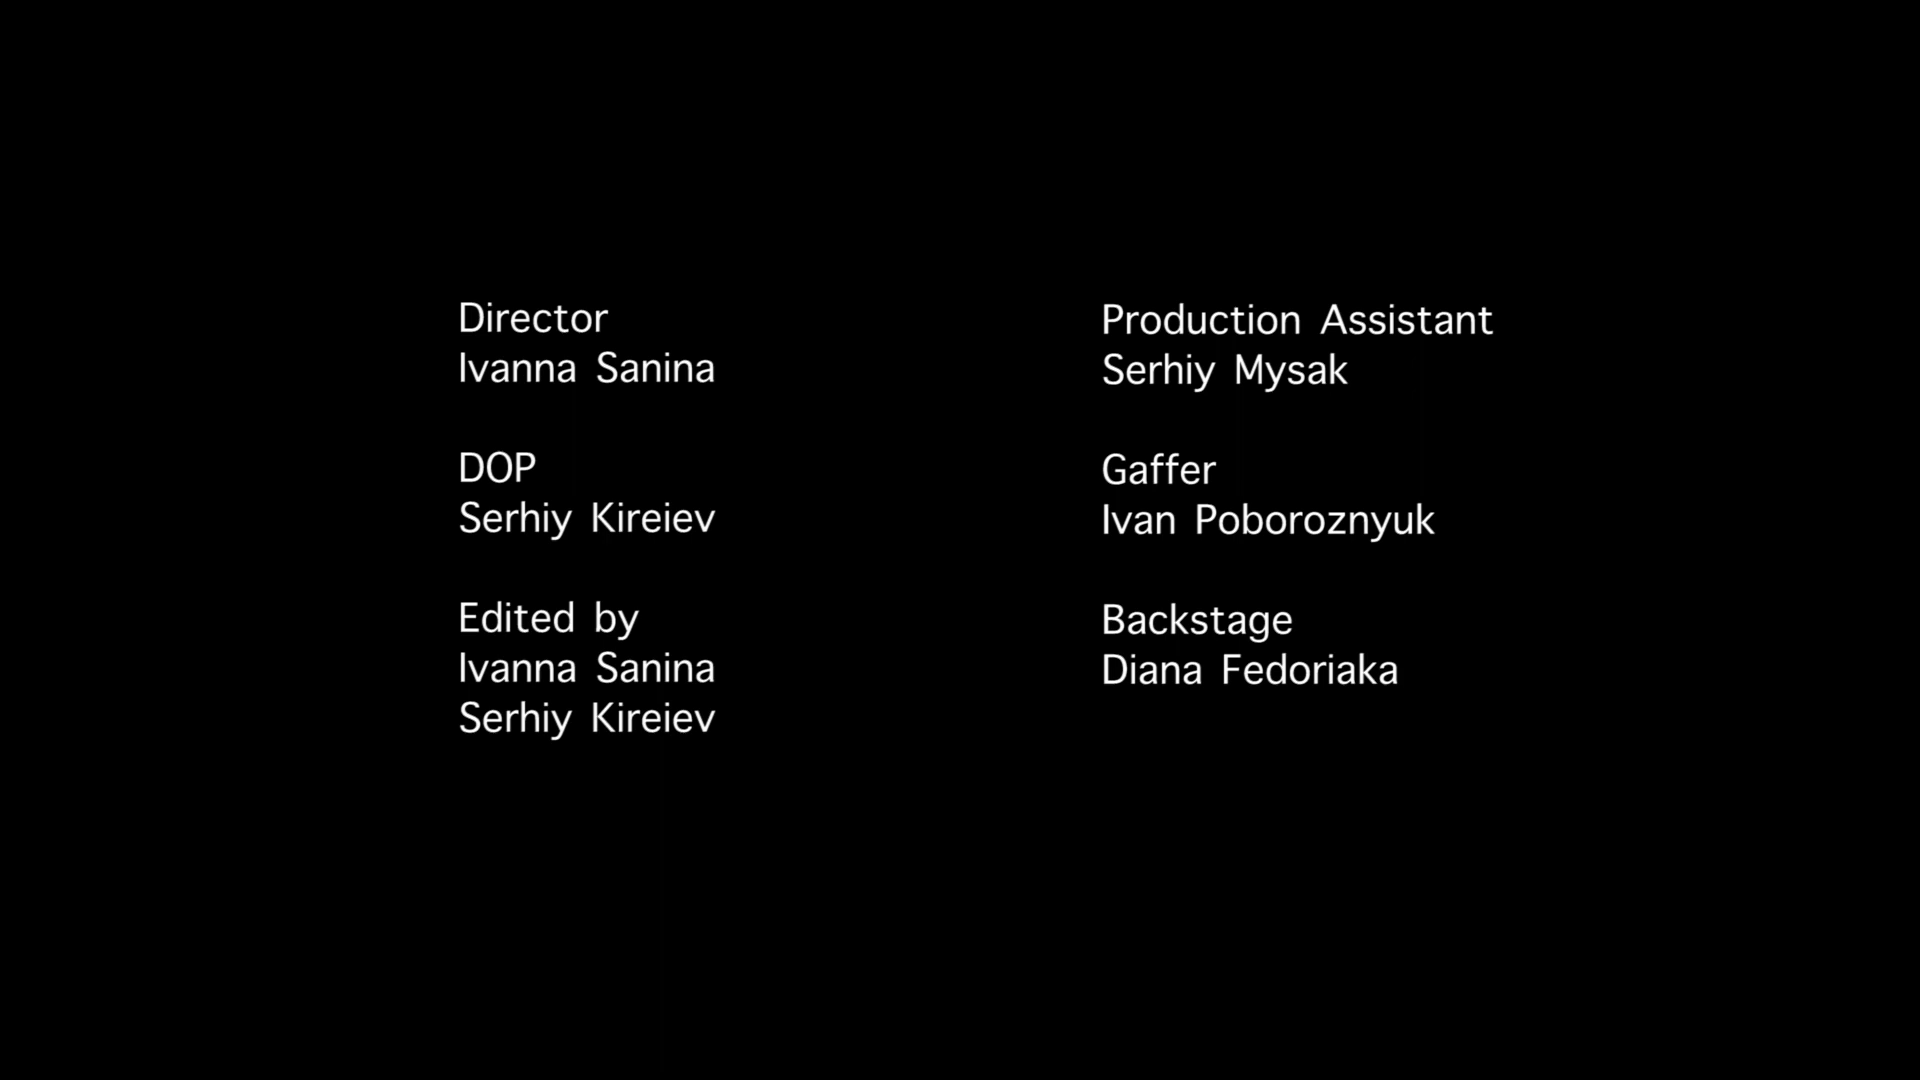 Director
Ivanna Sanina
DOP
Serhiy Kireiev
Edited by
Ivanna Sanina
Serhiy Kireiev
Production Assistant
Serhiy Mysak
Gaffer
Ivan Poboroznyuk
Backstage
Diana Fedoriaka